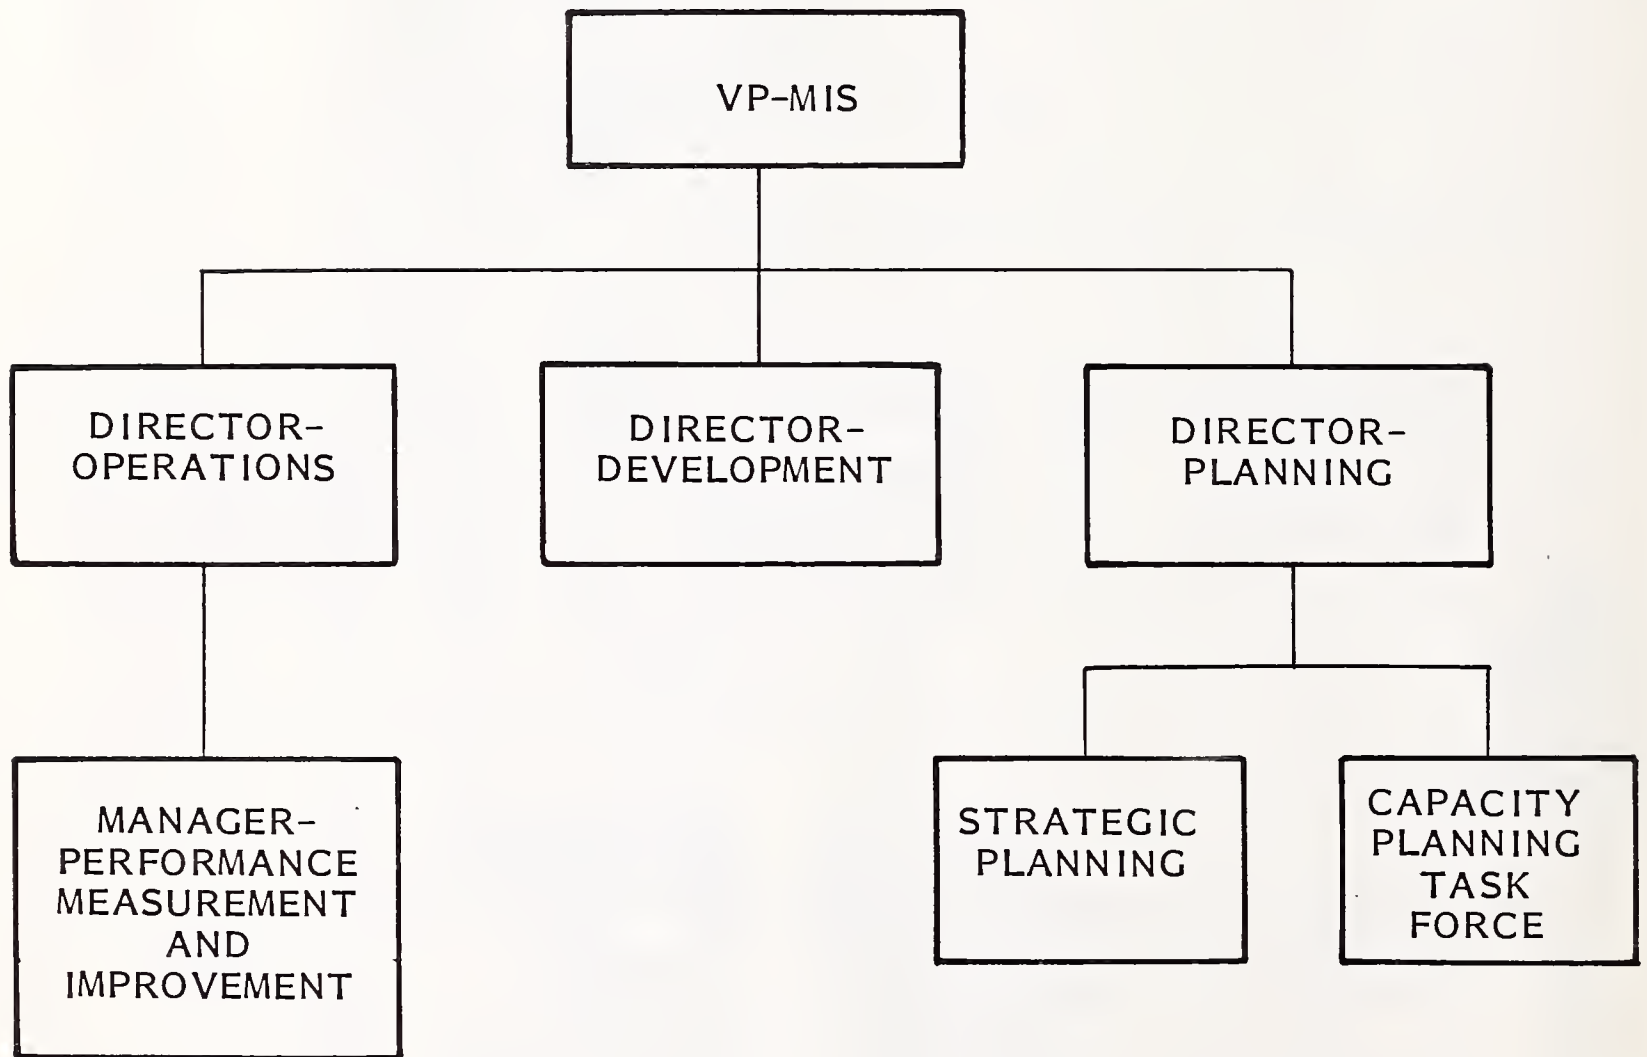 VP-MIS
DIRECTOR-
OPERATIONS
DIRECTOR-
DEVELOPMENT
DIRECTOR-
PLANNING
MANAGER-
PERFORMANCE
MEASUREMENT
AND
IMPROVEMENT
STRATEGIC
PLANNING
CAPACITY
PLANNING
TASK
FORCE